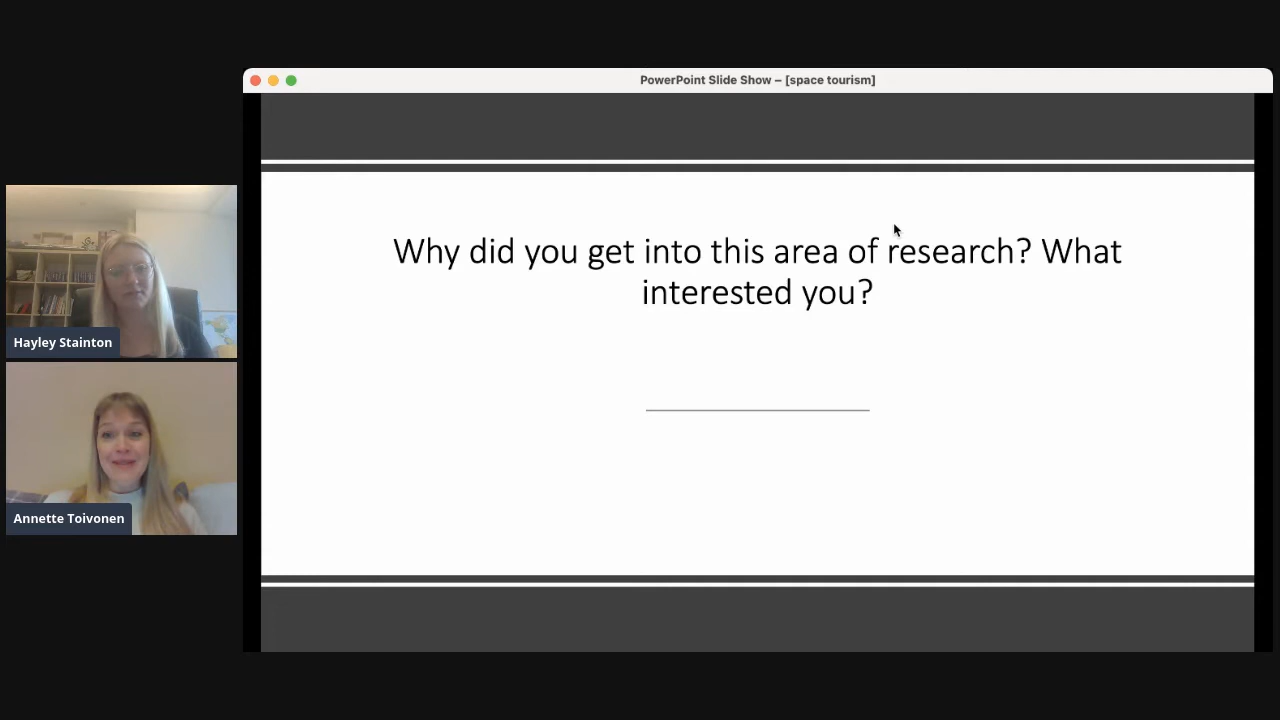 PowerPoint Slide Show – [space tourism]
Why did you get into this area of research? What
interested you?
Hayley Stainton
Annette Toivonen